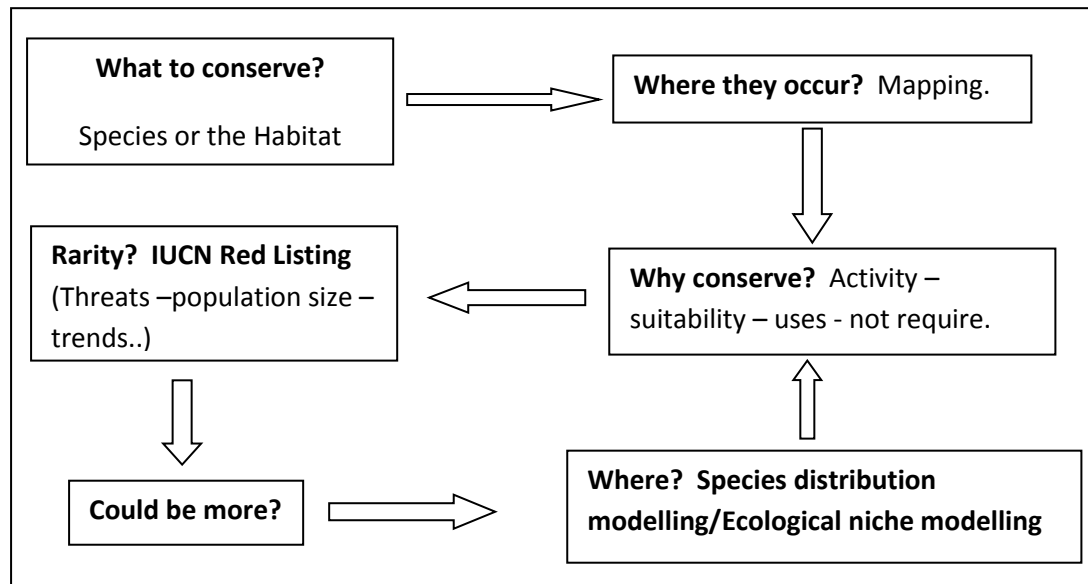 What to conserve?
Species or the Habitat
Where they occur?  Mapping.
Why conserve?  Activity –
suitability – uses - not require.
Rarity?  IUCN Red Listing
(Threats –population size –
trends..)
Could be more?
Where?  Species distribution
modelling/Ecological niche modelling